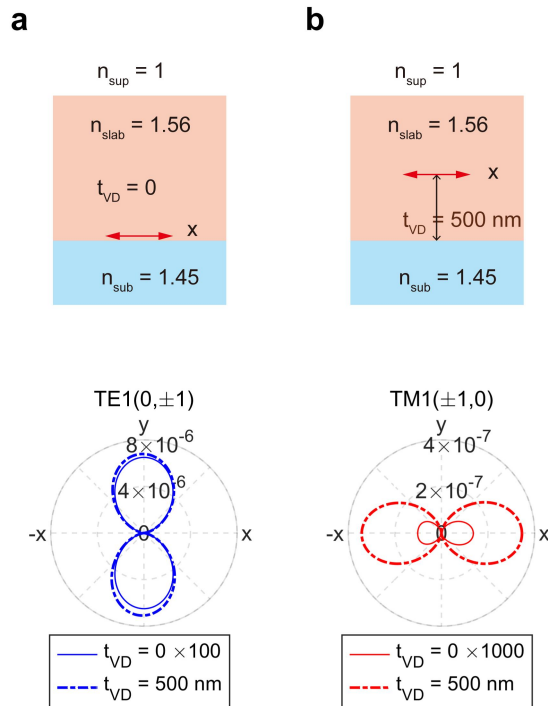 a
n_sup = 1
n_slab = 1.56
t_VD = 0
x
n_sub = 1.45
b
n_sup = 1
n_slab = 1.56
x
t_VD = 500 nm
n_sub = 1.45
TE1(0,±1)
y
8×10^-6
4×10^-6
-x
0
x
t_VD = 0 ×100
t_VD = 500 nm
TM1(±1,0)
y
4×10^-7
2×10^-7
-x
0
x
t_VD = 0 ×1000
t_VD = 500 nm